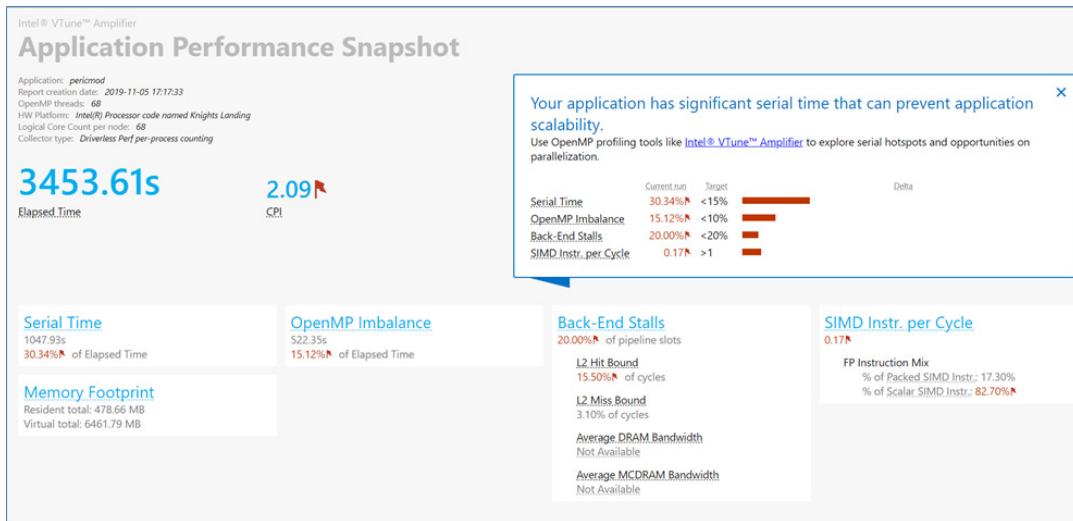 Intel® VTune™ Amplifier
Application Performance Snapshot
Application: pericmod
Report creation date: 2019-11-05 17:17:33
OpenMP threads: 68
HW Platform: Intel(R) Processor code named Knights Landing
Logical Core Count per node: 68
Collector type: Driverless Perf per-process counting
3453.61s
Elapsed Time
2.09
CPI
Your application has significant serial time that can prevent application
scalability.
Use OpenMP profiling tools like Intel® VTune™ Amplifier to explore serial hotspots and opportunities on
parallelization.
Current run Target Delta
Serial Time 30.34% <15%
OpenMP Imbalance 15.12% <10%
Back-End Stalls 20.00% <20%
SIMD Instr. per Cycle 0.17 >1
Serial Time
1047.93s
30.34% of Elapsed Time
Memory Footprint
Resident total: 478.66 MB
Virtual total: 6461.79 MB
OpenMP Imbalance
522.35s
15.12% of Elapsed Time
Back-End Stalls
20.00% of pipeline slots
L2 Hit Bound
15.50% of cycles
L2 Miss Bound
3.10% of cycles
Average DRAM Bandwidth
Not Available
Average MCDRAM Bandwidth
Not Available
SIMD Instr. per Cycle
0.17
FP Instruction Mix
% of Packed SIMD Instr.: 17.30%
% of Scalar SIMD Instr.: 82.70%